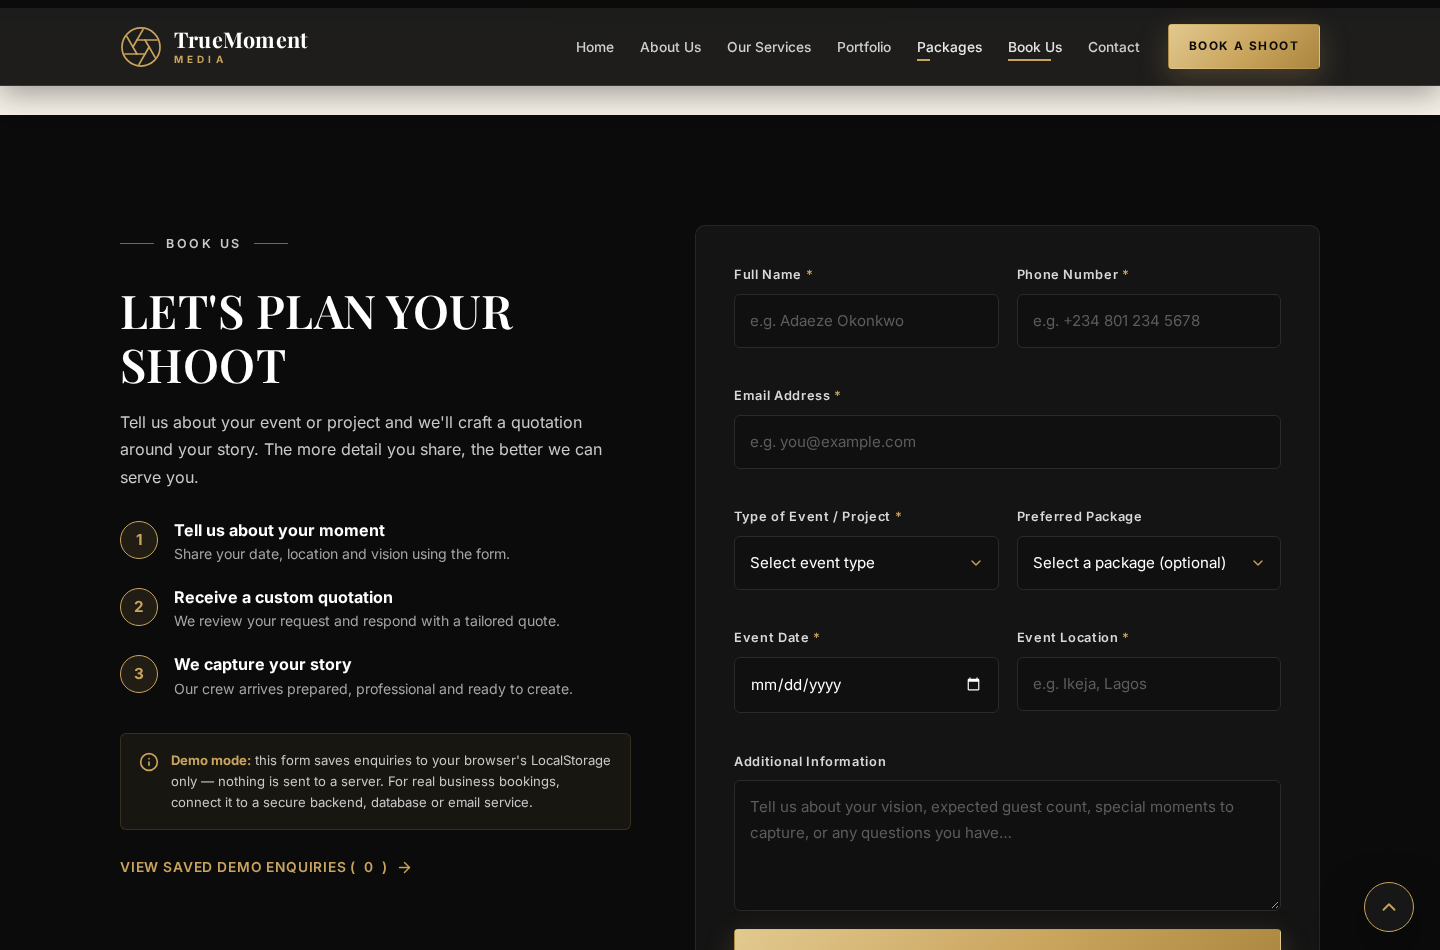 TrueMoment
MEDIA
Home About Us Our Services Portfolio Packages Book Us Contact BOOK A SHOOT
BOOK US
LET'S PLAN YOUR
SHOOT
Tell us about your event or project and we'll craft a quotation
around your story. The more detail you share, the better we can
serve you.
1 Tell us about your moment
Share your date, location and vision using the form.
2 Receive a custom quotation
We review your request and respond with a tailored quote.
3 We capture your story
Our crew arrives prepared, professional and ready to create.
Demo mode: this form saves enquiries to your browser's LocalStorage
only — nothing is sent to a server. For real business bookings,
connect it to a secure backend, database or email service.
VIEW SAVED DEMO ENQUIRIES ( 0 )
Full Name * Phone Number *
e.g. Adaeze Okonkwo e.g. +234 801 234 5678
Email Address *
e.g. you@example.com
Type of Event / Project * Preferred Package
Select event type Select a package (optional)
Event Date * Event Location *
mm/dd/yyyy e.g. Ikeja, Lagos
Additional Information
Tell us about your vision, expected guest count, special moments to
capture, or any questions you have...